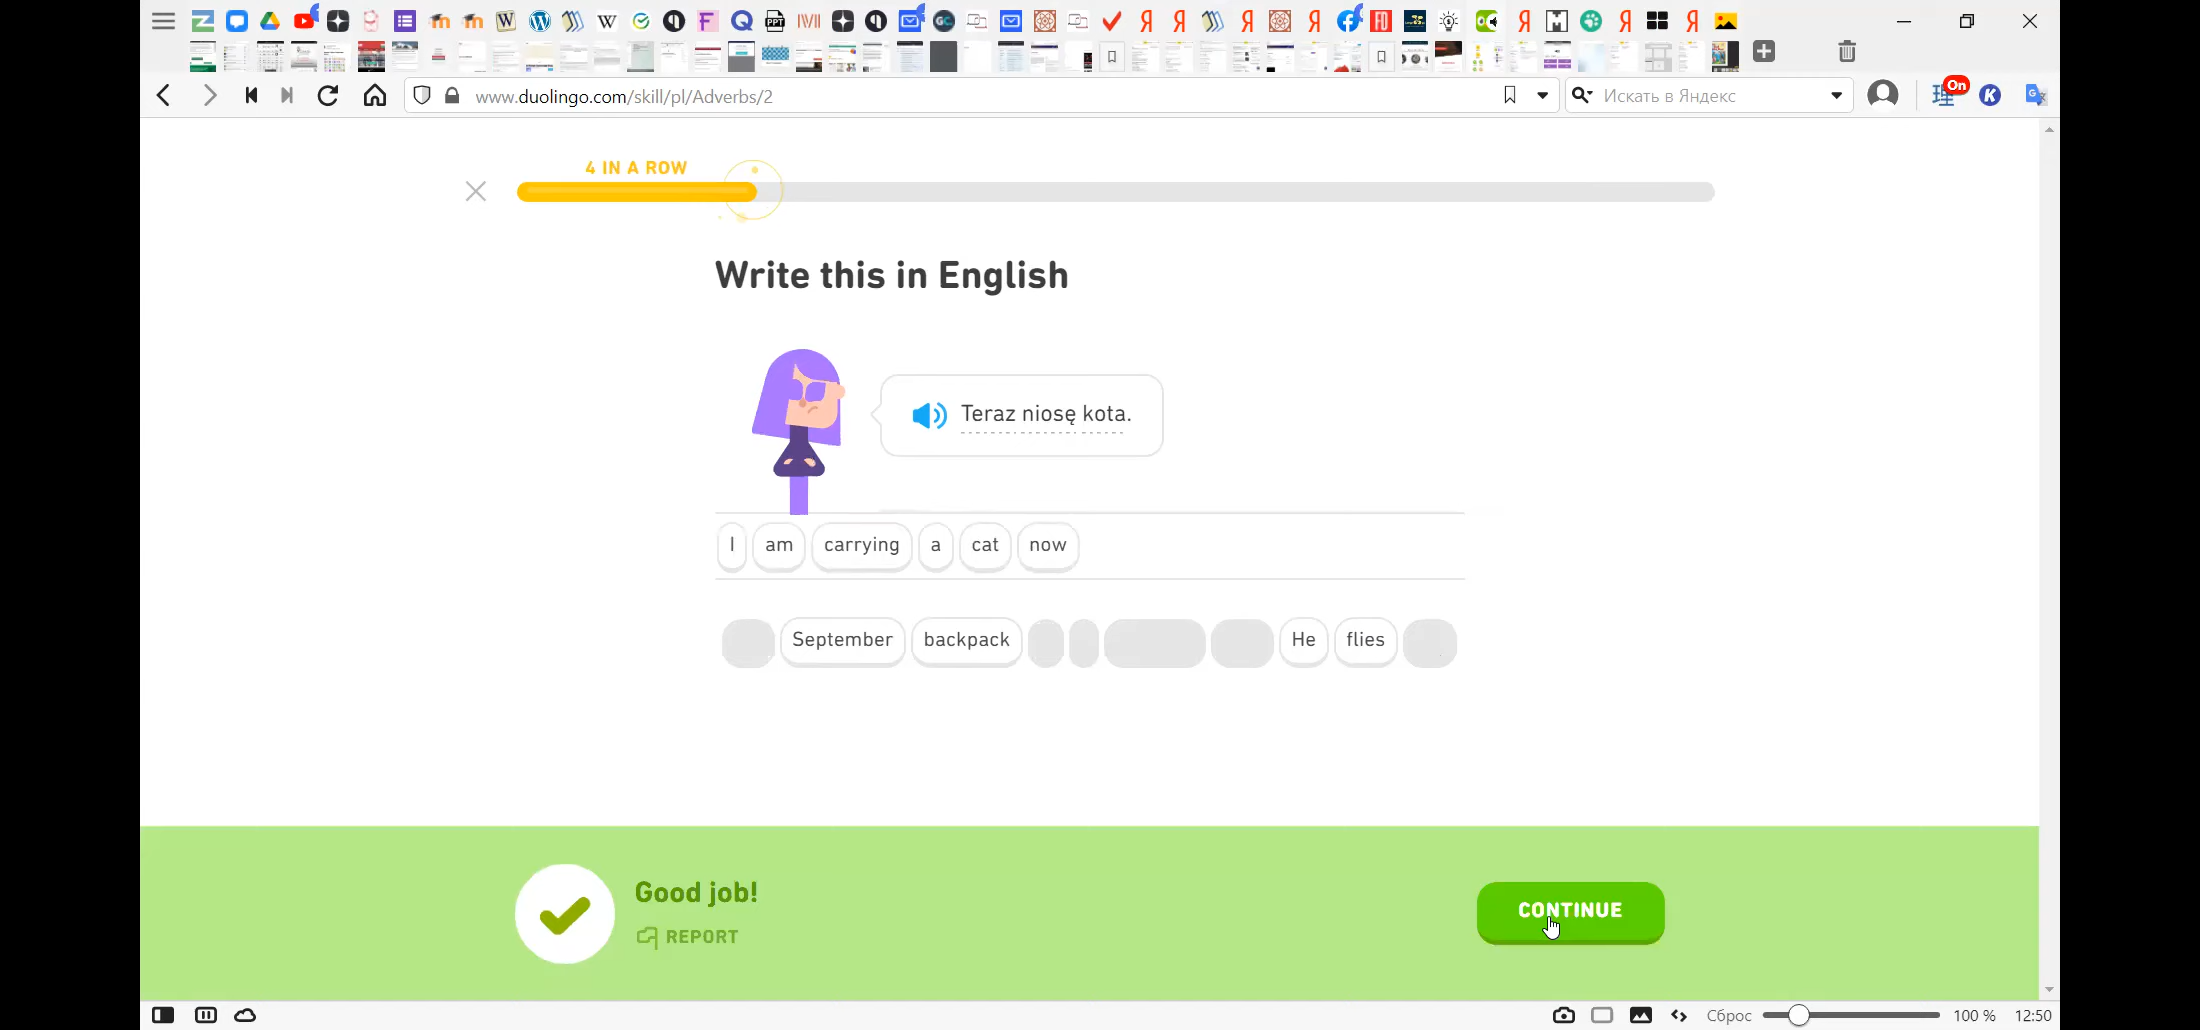 On
www.duolingo.com/skill/pl/Adverbs/2
Искать в Яндекс
4 IN A ROW
Write this in English
Teraz niosę kota.
I am carrying a cat now
September backpack He flies
Good job!
REPORT
CONTINUE
Сброс 100 % 12:50